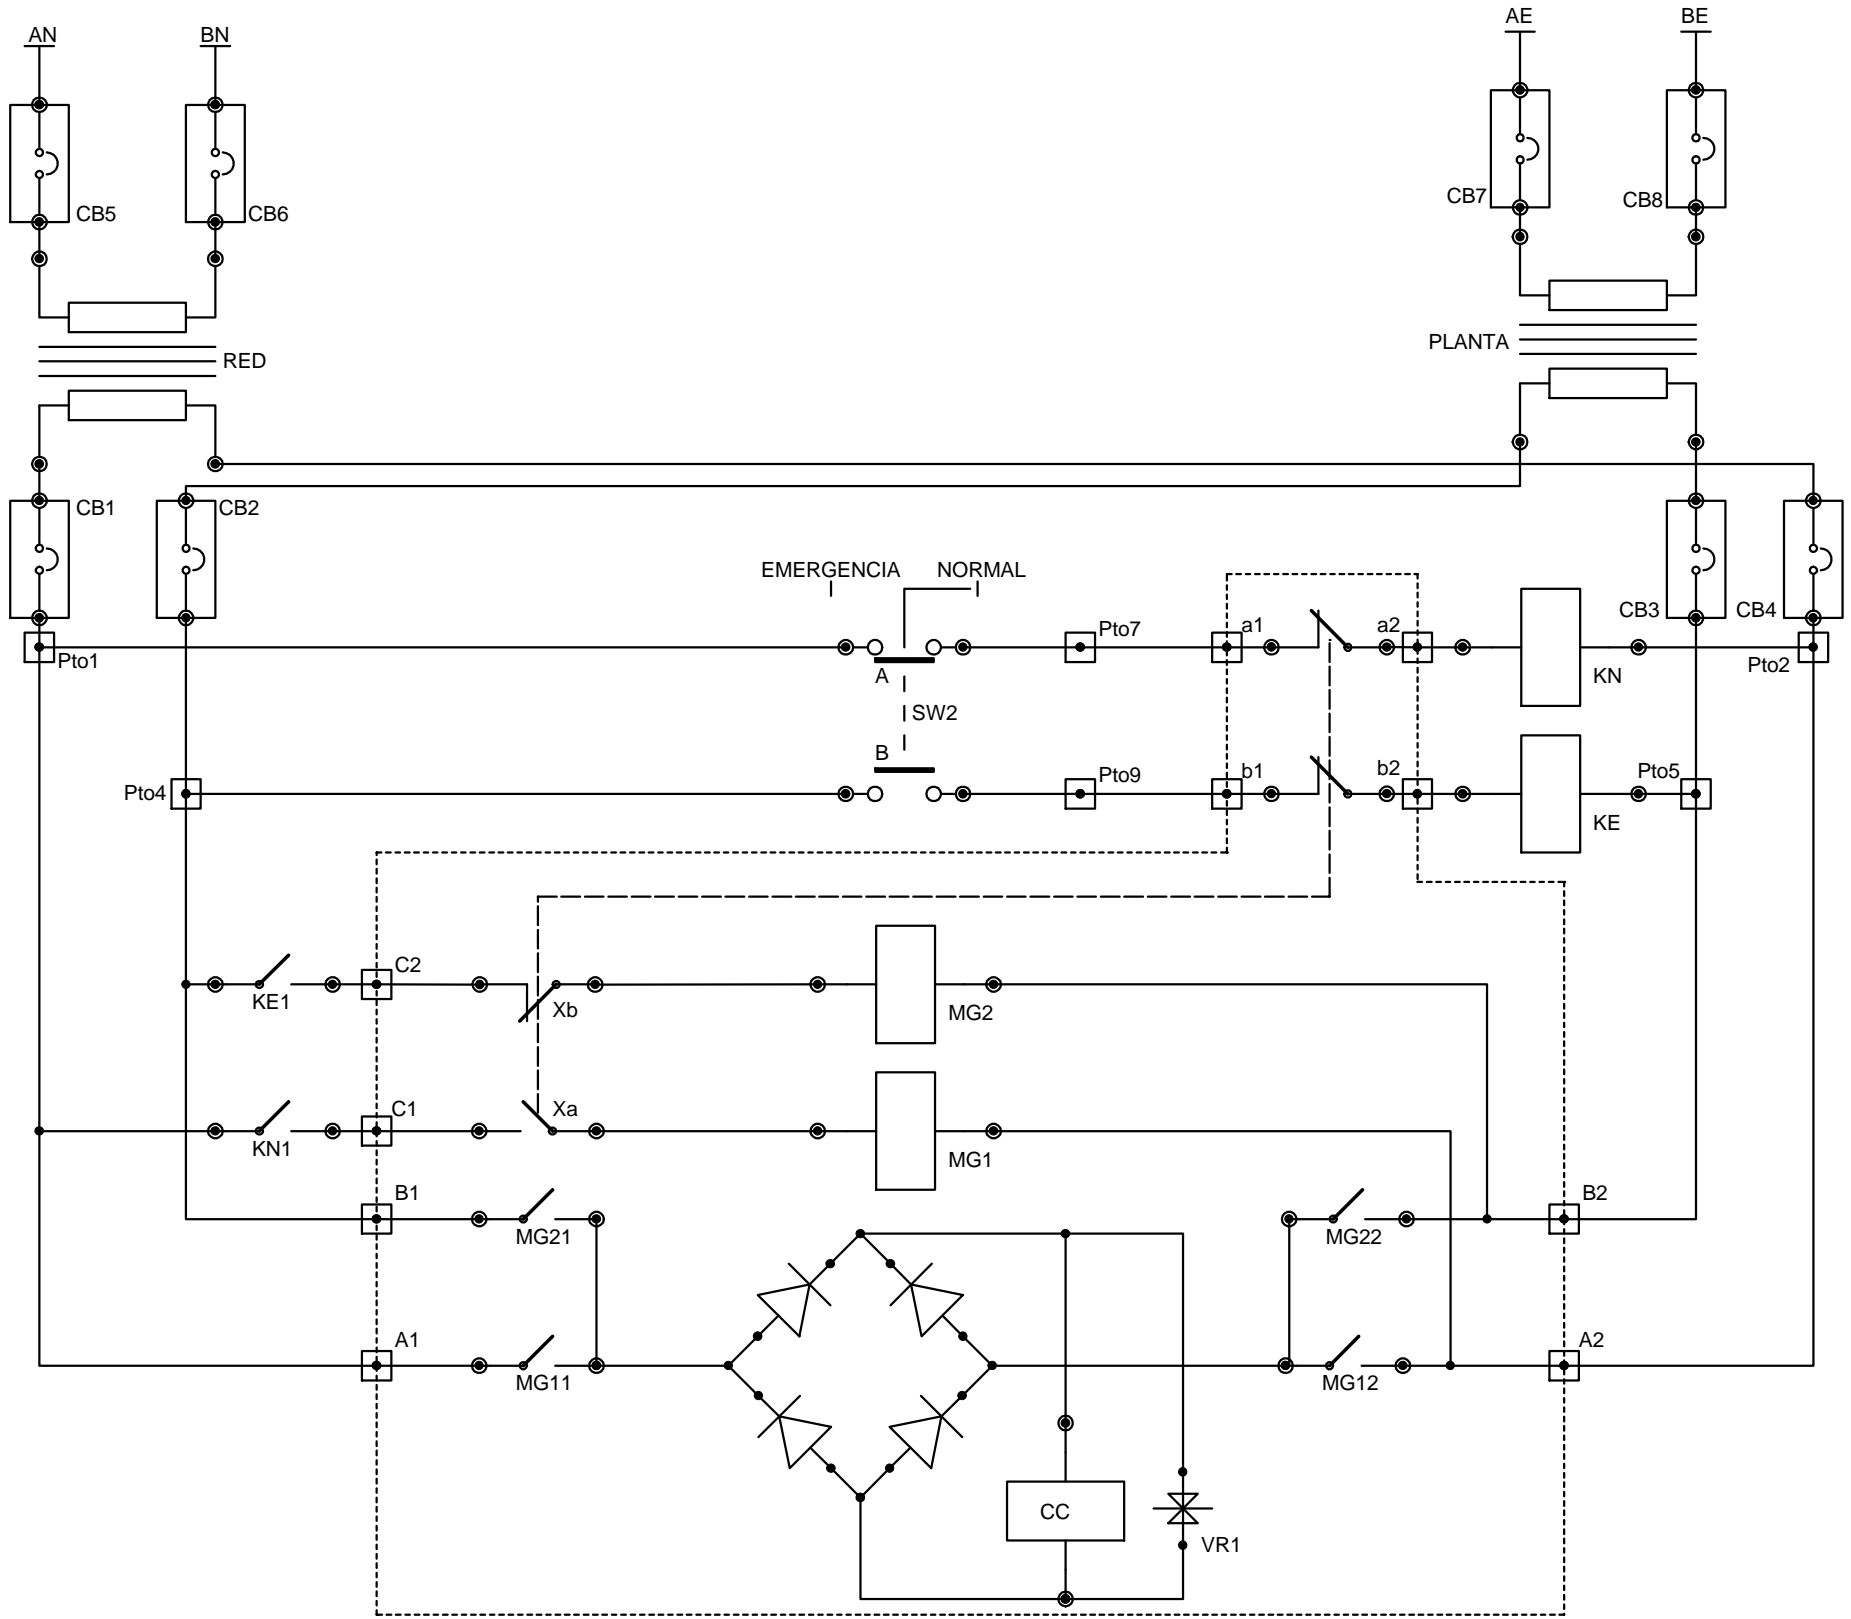 AN BN AE BE
CB5 CB6 CB7 CB8
RED PLANTA
CB1 CB2
EMERGENCIA NORMAL
CB3 CB4
Pto1 Pto7 a1 a2 Pto2
A KN
SW2
B
Pto4 Pto9 b1 b2 Pto5
KE
C2
KE1 Xb MG2
C1 Xa
KN1 MG1
B1 B2
MG21 MG22
A1 A2
MG11 MG12
CC
VR1